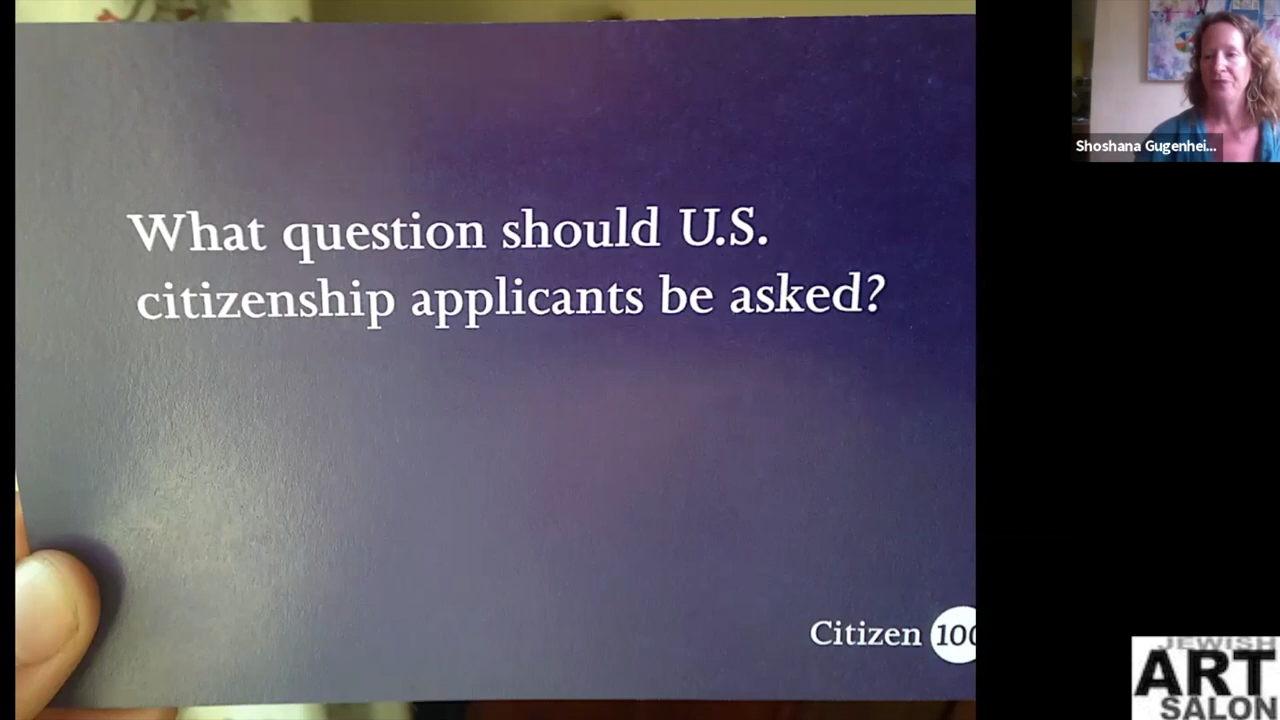 What question should U.S.
citizenship applicants be asked?
Citizen 100
Shoshana Gugenhei...
JEWISH
ART
SALON